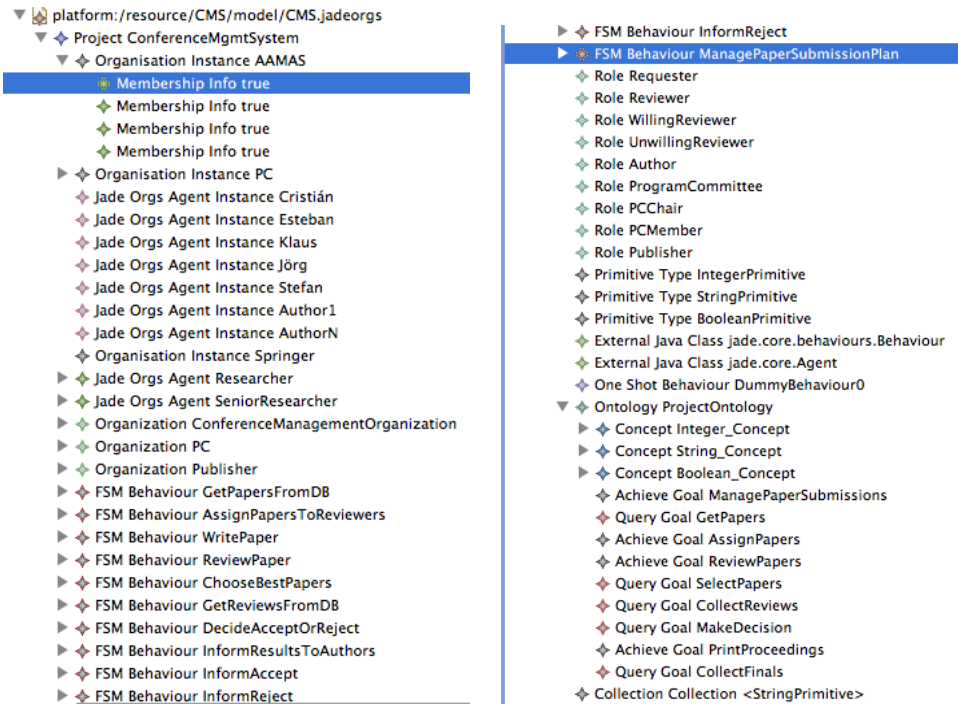 platform:/resource/CMS/model/CMS.jadeorgs
Project ConferenceMgmtSystem
Organisation Instance AAMAS
Membership Info true
Membership Info true
Membership Info true
Membership Info true
Organisation Instance PC
Jade Orgs Agent Instance Cristián
Jade Orgs Agent Instance Esteban
Jade Orgs Agent Instance Klaus
Jade Orgs Agent Instance Jörg
Jade Orgs Agent Instance Stefan
Jade Orgs Agent Instance Author1
Jade Orgs Agent Instance AuthorN
Organisation Instance Springer
Jade Orgs Agent Researcher
Jade Orgs Agent SeniorResearcher
Organization ConferenceManagementOrganization
Organization PC
Organization Publisher
FSM Behaviour GetPapersFromDB
FSM Behaviour AssignPapersToReviewers
FSM Behaviour WritePaper
FSM Behaviour ReviewPaper
FSM Behaviour ChooseBestPapers
FSM Behaviour GetReviewsFromDB
FSM Behaviour DecideAcceptOrReject
FSM Behaviour InformResultsToAuthors
FSM Behaviour InformAccept
FSM Behaviour InformReject
FSM Behaviour InformReject
FSM Behaviour ManagePaperSubmissionPlan
Role Requester
Role Reviewer
Role WillingReviewer
Role UnwillingReviewer
Role Author
Role ProgramCommittee
Role PCChair
Role PCMember
Role Publisher
Primitive Type IntegerPrimitive
Primitive Type StringPrimitive
Primitive Type BooleanPrimitive
External Java Class jade.core.behaviours.Behaviour
External Java Class jade.core.Agent
One Shot Behaviour DummyBehaviour0
Ontology ProjectOntology
Concept Integer_Concept
Concept String_Concept
Concept Boolean_Concept
Achieve Goal ManagePaperSubmissions
Query Goal GetPapers
Achieve Goal AssignPapers
Achieve Goal ReviewPapers
Query Goal SelectPapers
Query Goal CollectReviews
Query Goal MakeDecision
Achieve Goal PrintProceedings
Query Goal CollectFinals
Collection Collection <StringPrimitive>